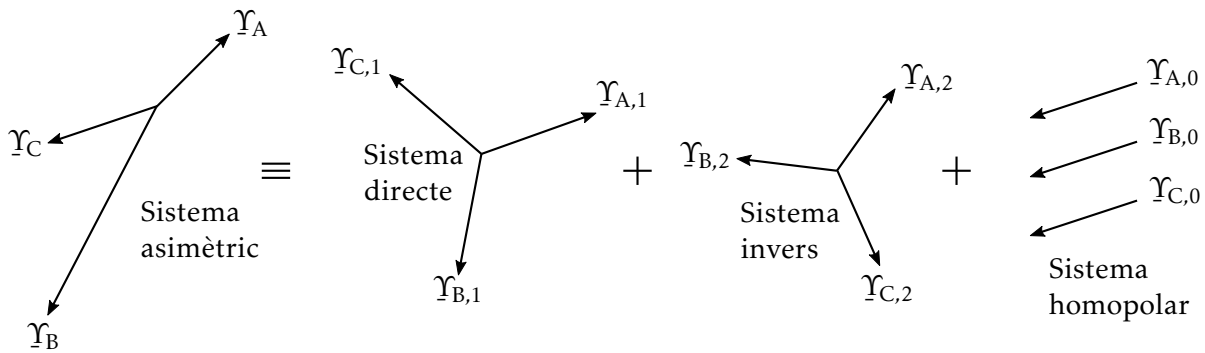 ϒ̲A
ϒ̲C
ϒ̲B
Sistema
asimètric
≡
ϒ̲C,1
ϒ̲A,1
ϒ̲B,1
Sistema
directe
+
ϒ̲A,2
ϒ̲B,2
ϒ̲C,2
Sistema
invers
+
ϒ̲A,0
ϒ̲B,0
ϒ̲C,0
Sistema
homopolar